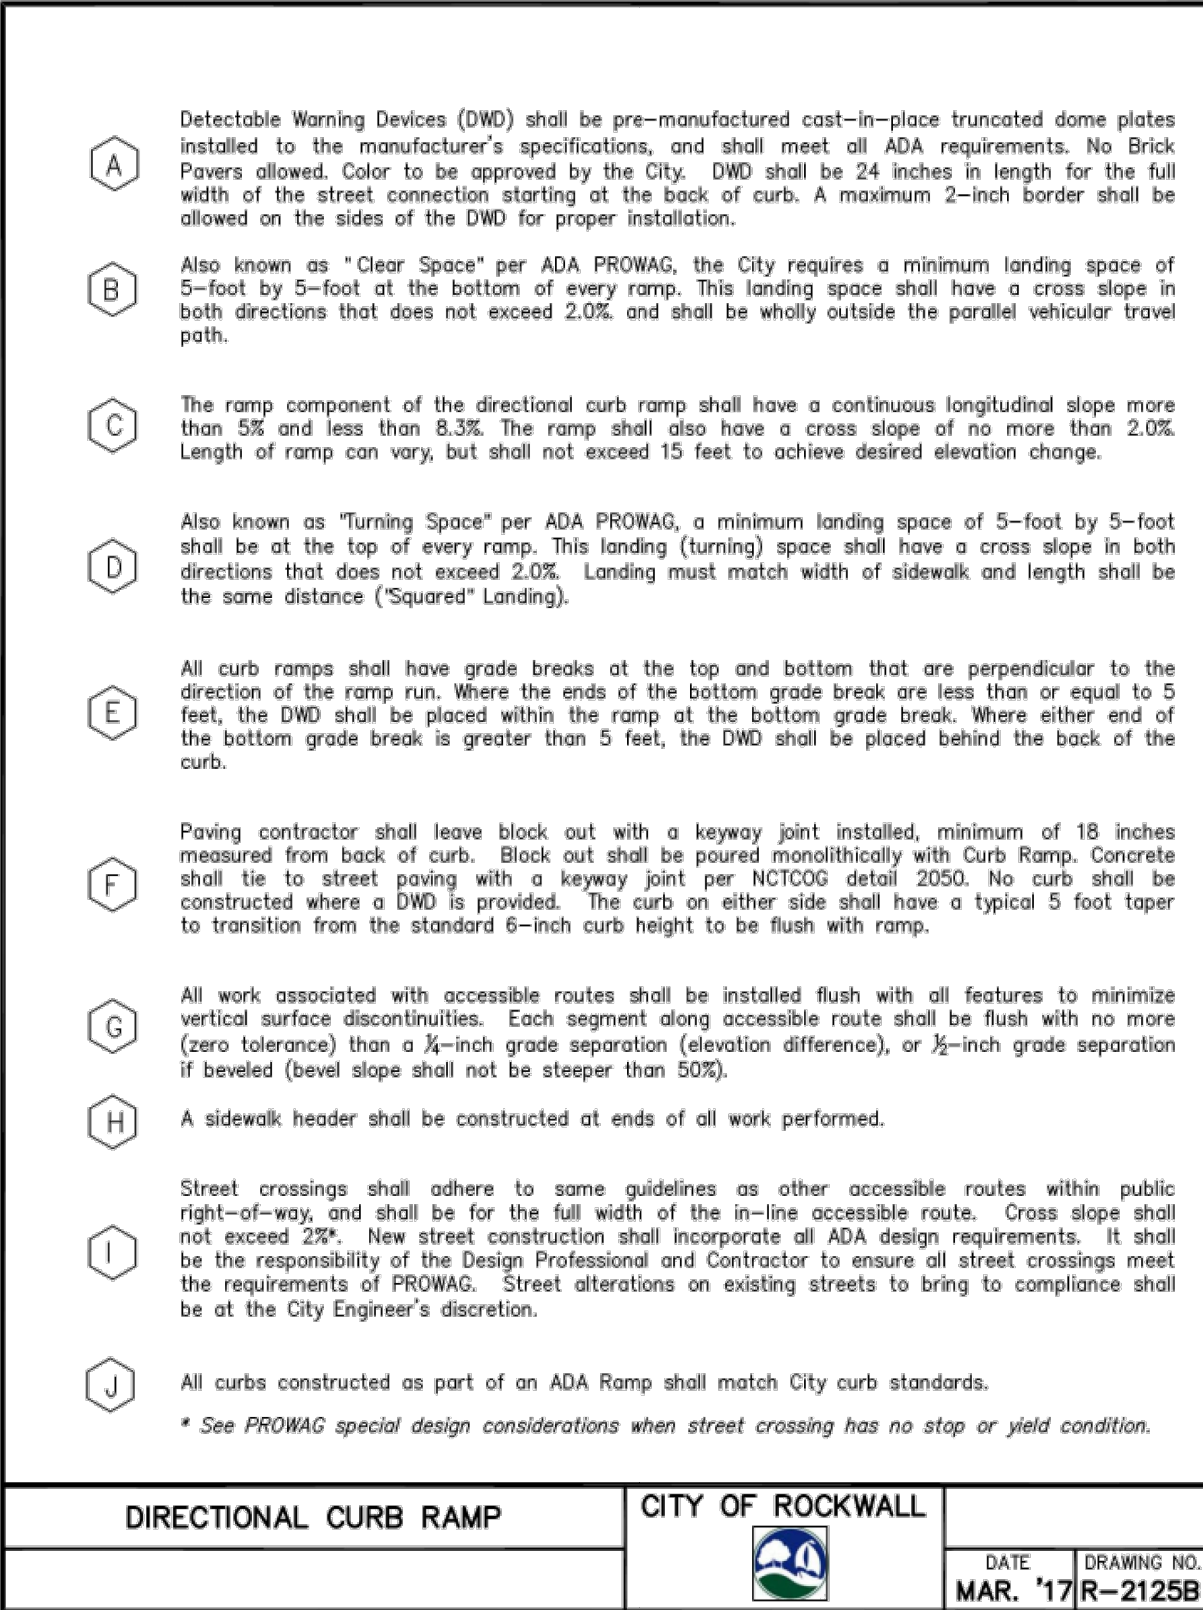 A
Detectable Warning Devices (DWD) shall be pre-manufactured cast-in-place truncated dome plates
installed to the manufacturer's specifications, and shall meet all ADA requirements. No Brick
Pavers allowed. Color to be approved by the City. DWD shall be 24 inches in length for the full
width of the street connection starting at the back of curb. A maximum 2-inch border shall be
allowed on the sides of the DWD for proper installation.
B
Also known as "Clear Space" per ADA PROWAG, the City requires a minimum landing space of
5-foot by 5-foot at the bottom of every ramp. This landing space shall have a cross slope in
both directions that does not exceed 2.0%. and shall be wholly outside the parallel vehicular travel
path.
C
The ramp component of the directional curb ramp shall have a continuous longitudinal slope more
than 5% and less than 8.3%. The ramp shall also have a cross slope of no more than 2.0%.
Length of ramp can vary, but shall not exceed 15 feet to achieve desired elevation change.
D
Also known as "Turning Space" per ADA PROWAG, a minimum landing space of 5-foot by 5-foot
shall be at the top of every ramp. This landing (turning) space shall have a cross slope in both
directions that does not exceed 2.0%. Landing must match width of sidewalk and length shall be
the same distance ("Squared" Landing).
E
All curb ramps shall have grade breaks at the top and bottom that are perpendicular to the
direction of the ramp run. Where the ends of the bottom grade break are less than or equal to 5
feet, the DWD shall be placed within the ramp at the bottom grade break. Where either end of
the bottom grade break is greater than 5 feet, the DWD shall be placed behind the back of the
curb.
F
Paving contractor shall leave block out with a keyway joint installed, minimum of 18 inches
measured from back of curb. Block out shall be poured monolithically with Curb Ramp. Concrete
shall tie to street paving with a keyway joint per NCTCOG detail 2050. No curb shall be
constructed where a DWD is provided. The curb on either side shall have a typical 5 foot taper
to transition from the standard 6-inch curb height to be flush with ramp.
G
All work associated with accessible routes shall be installed flush with all features to minimize
vertical surface discontinuities. Each segment along accessible route shall be flush with no more
(zero tolerance) than a ¼-inch grade separation (elevation difference), or ½-inch grade separation
if beveled (bevel slope shall not be steeper than 50%).
H
A sidewalk header shall be constructed at ends of all work performed.
I
Street crossings shall adhere to same guidelines as other accessible routes within public
right-of-way, and shall be for the full width of the in-line accessible route. Cross slope shall
not exceed 2%*. New street construction shall incorporate all ADA design requirements. It shall
be the responsibility of the Design Professional and Contractor to ensure all street crossings meet
the requirements of PROWAG. Street alterations on existing streets to bring to compliance shall
be at the City Engineer's discretion.
J
All curbs constructed as part of an ADA Ramp shall match City curb standards.
* See PROWAG special design considerations when street crossing has no stop or yield condition.
DIRECTIONAL CURB RAMP
CITY OF ROCKWALL
DATE
MAR. '17
DRAWING NO.
R-2125B